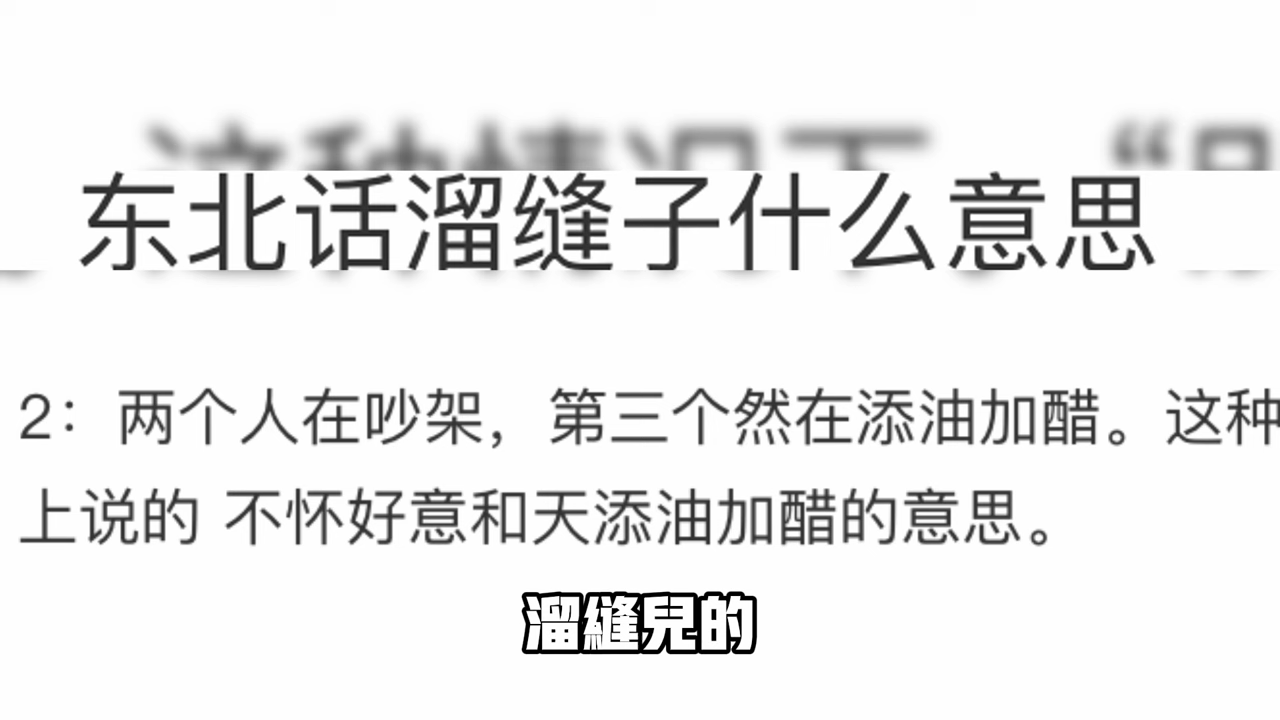 东北话溜缝子什么意思
2：两个人在吵架，第三个然在添油加醋。这种
上说的 不怀好意和天添油加醋的意思。
溜縫兒的